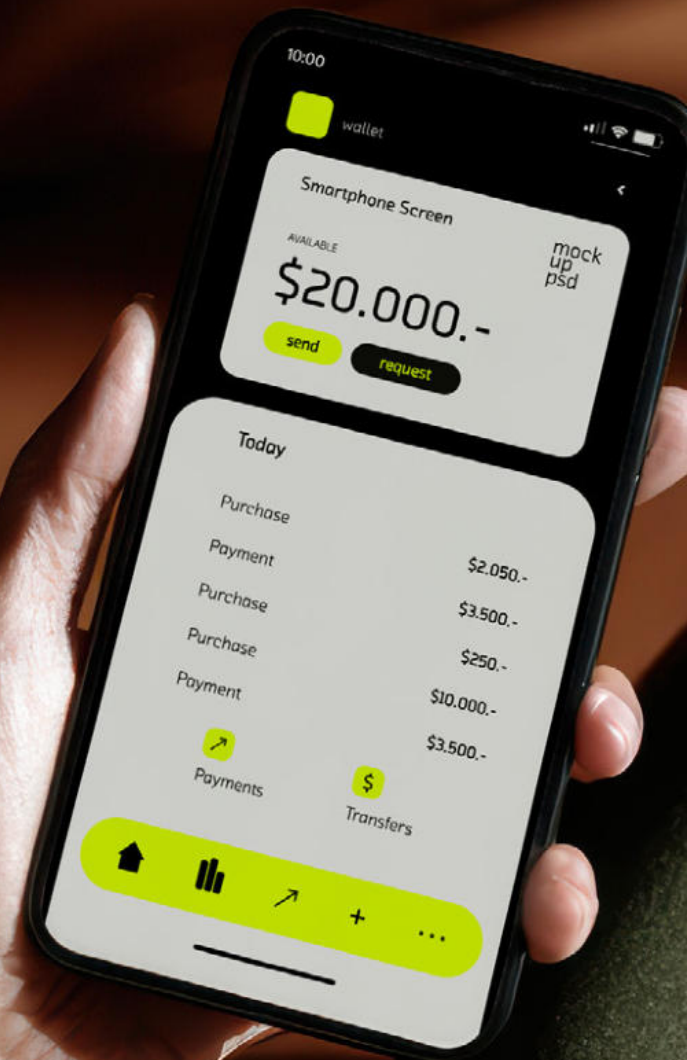 10:00
wallet
Smartphone Screen
mock
up
psd
AVAILABLE
$20.000.-
send request
Today
Purchase $2.050.-
Payment $3.500.-
Purchase $250.-
Purchase $10.000.-
Payment $3.500.-
Payments Transfers